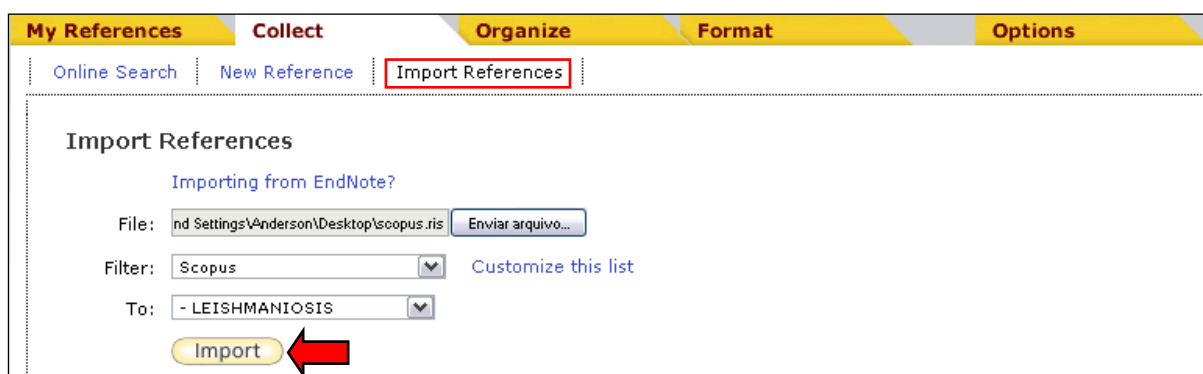 My References Collect Organize Format Options
Online Search New Reference Import References
Import References
Importing from EndNote?
File: nd Settings\Anderson\Desktop\scopus.ris Enviar arquivo...
Filter: Scopus Customize this list
To: - LEISHMANIOSIS
Import